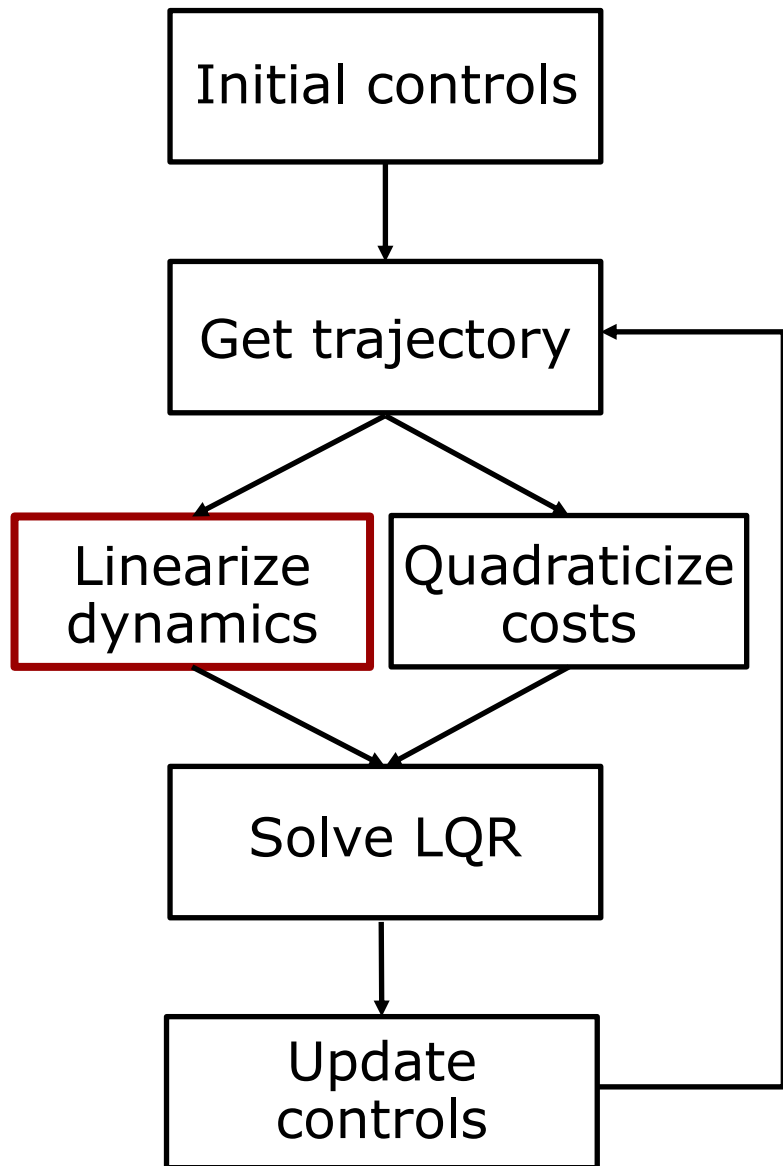 Initial controls
Get trajectory
Linearize
dynamics
Quadraticize
costs
Solve LQR
Update
controls